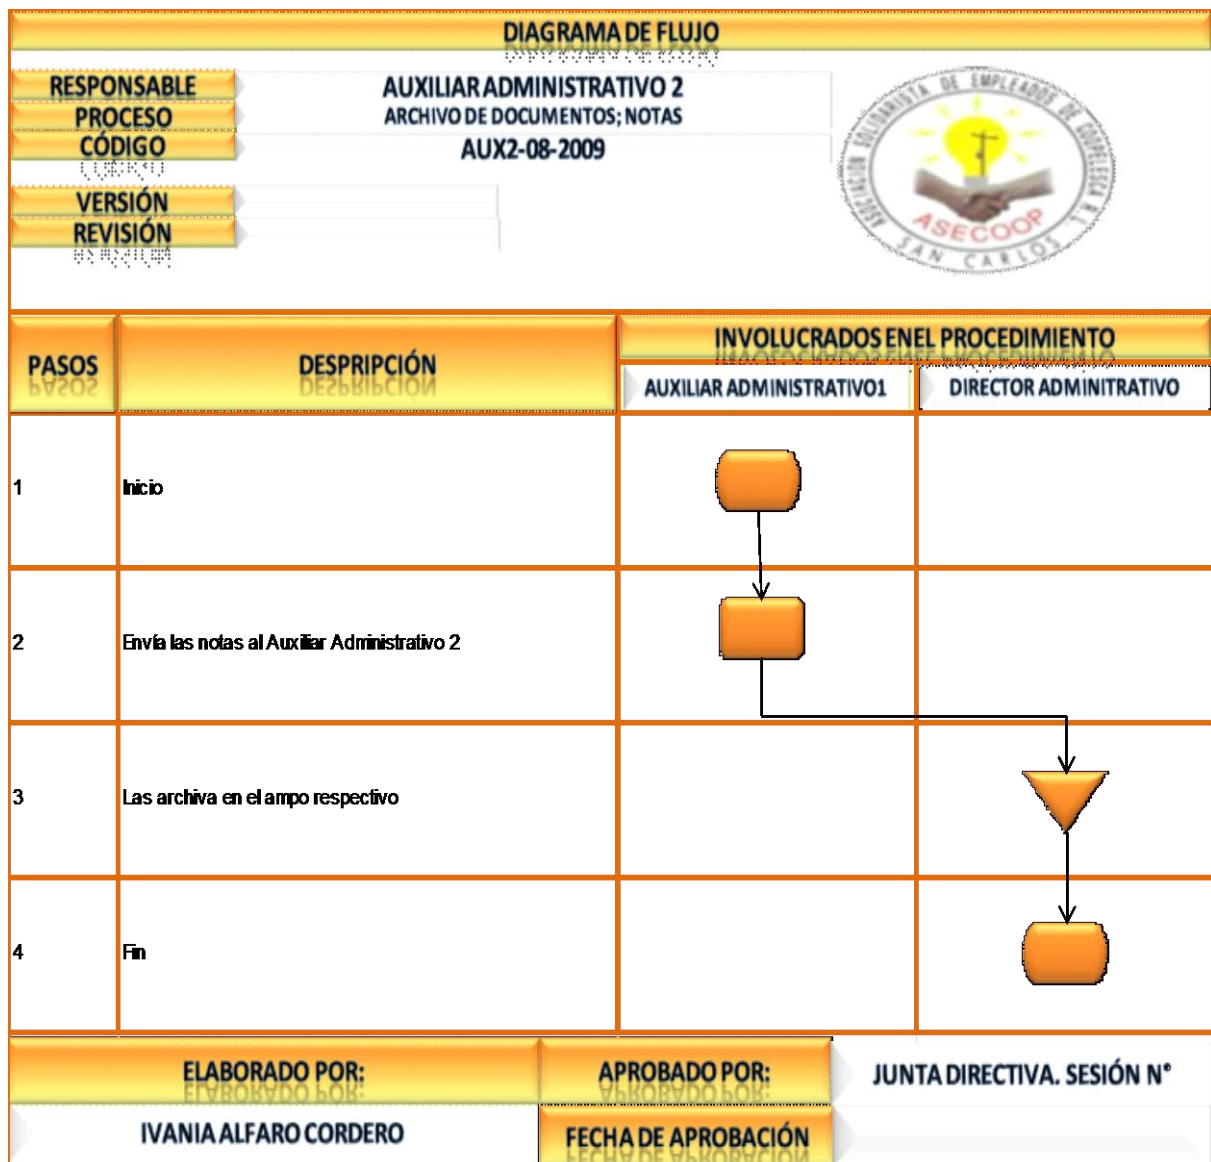 DIAGRAMA DE FLUJO
RESPONSABLE
AUXILIAR ADMINISTRATIVO 2
PROCESO
ARCHIVO DE DOCUMENTOS; NOTAS
CÓDIGO
AUX2-08-2009
VERSIÓN
REVISIÓN
ASOCIACION SOLIDARISTA DE EMPLEADOS DE COOPELESCA R.L.
ASECOOP
SAN CARLOS
PASOS
DESPRIPCIÓN
INVOLUCRADOS ENEL PROCEDIMIENTO
AUXILIAR ADMINISTRATIVO1
DIRECTOR ADMINITRATIVO
1
Inicio
2
Envía las notas al Auxiliar Administrativo 2
3
Las archiva en el ampo respectivo
4
Fin
ELABORADO POR:
APROBADO POR:
JUNTA DIRECTIVA. SESIÓN N°
IVANIA ALFARO CORDERO
FECHA DE APROBACIÓN